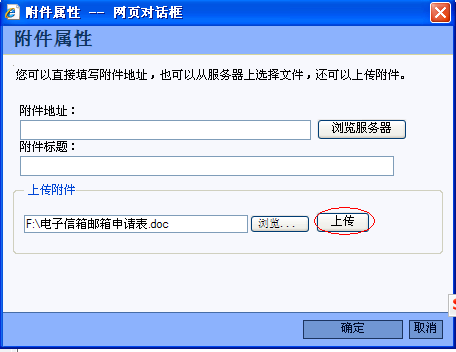 附件属性 -- 网页对话框
附件属性
您可以直接填写附件地址，也可以从服务器上选择文件，还可以上传附件。
附件地址：
浏览服务器
附件标题：
上传附件
F:\电子信箱邮箱申请表.doc 浏览... 上传
确定 取消